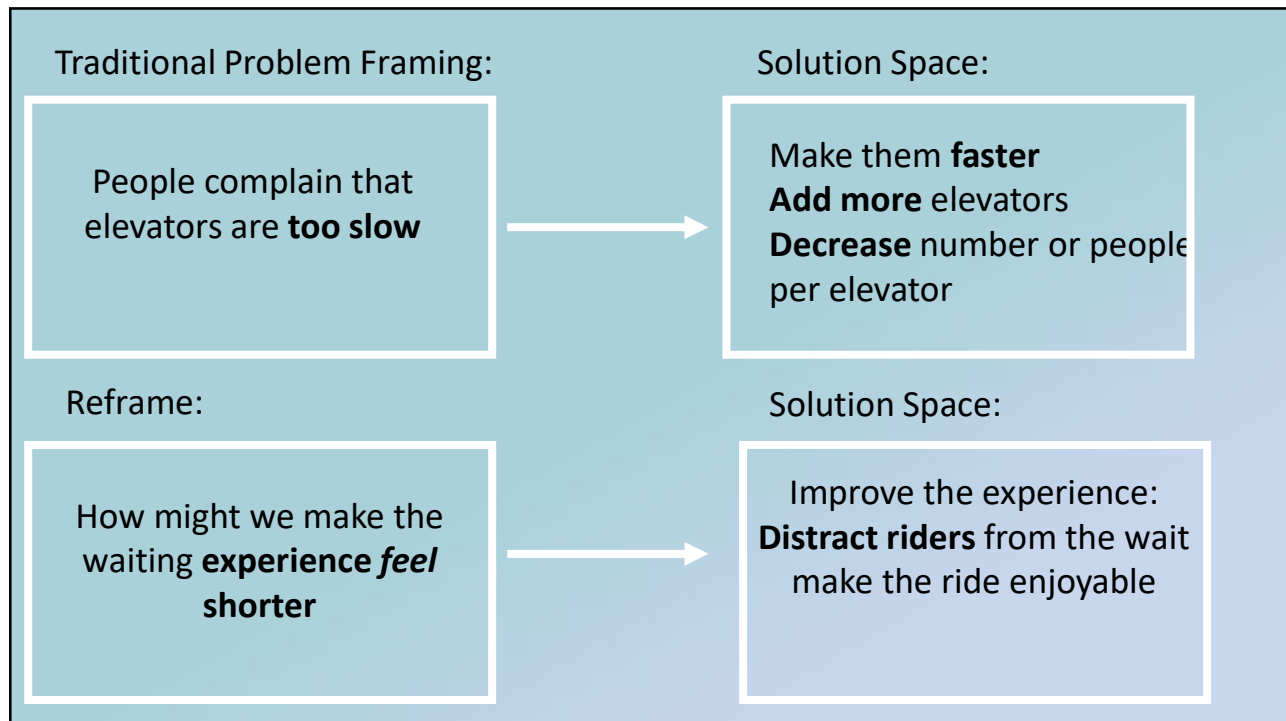 Traditional Problem Framing:
Solution Space:
People complain that
elevators are too slow
Make them faster
Add more elevators
Decrease number or people
per elevator
Reframe:
Solution Space:
How might we make the
waiting experience feel
shorter
Improve the experience:
Distract riders from the wait
make the ride enjoyable